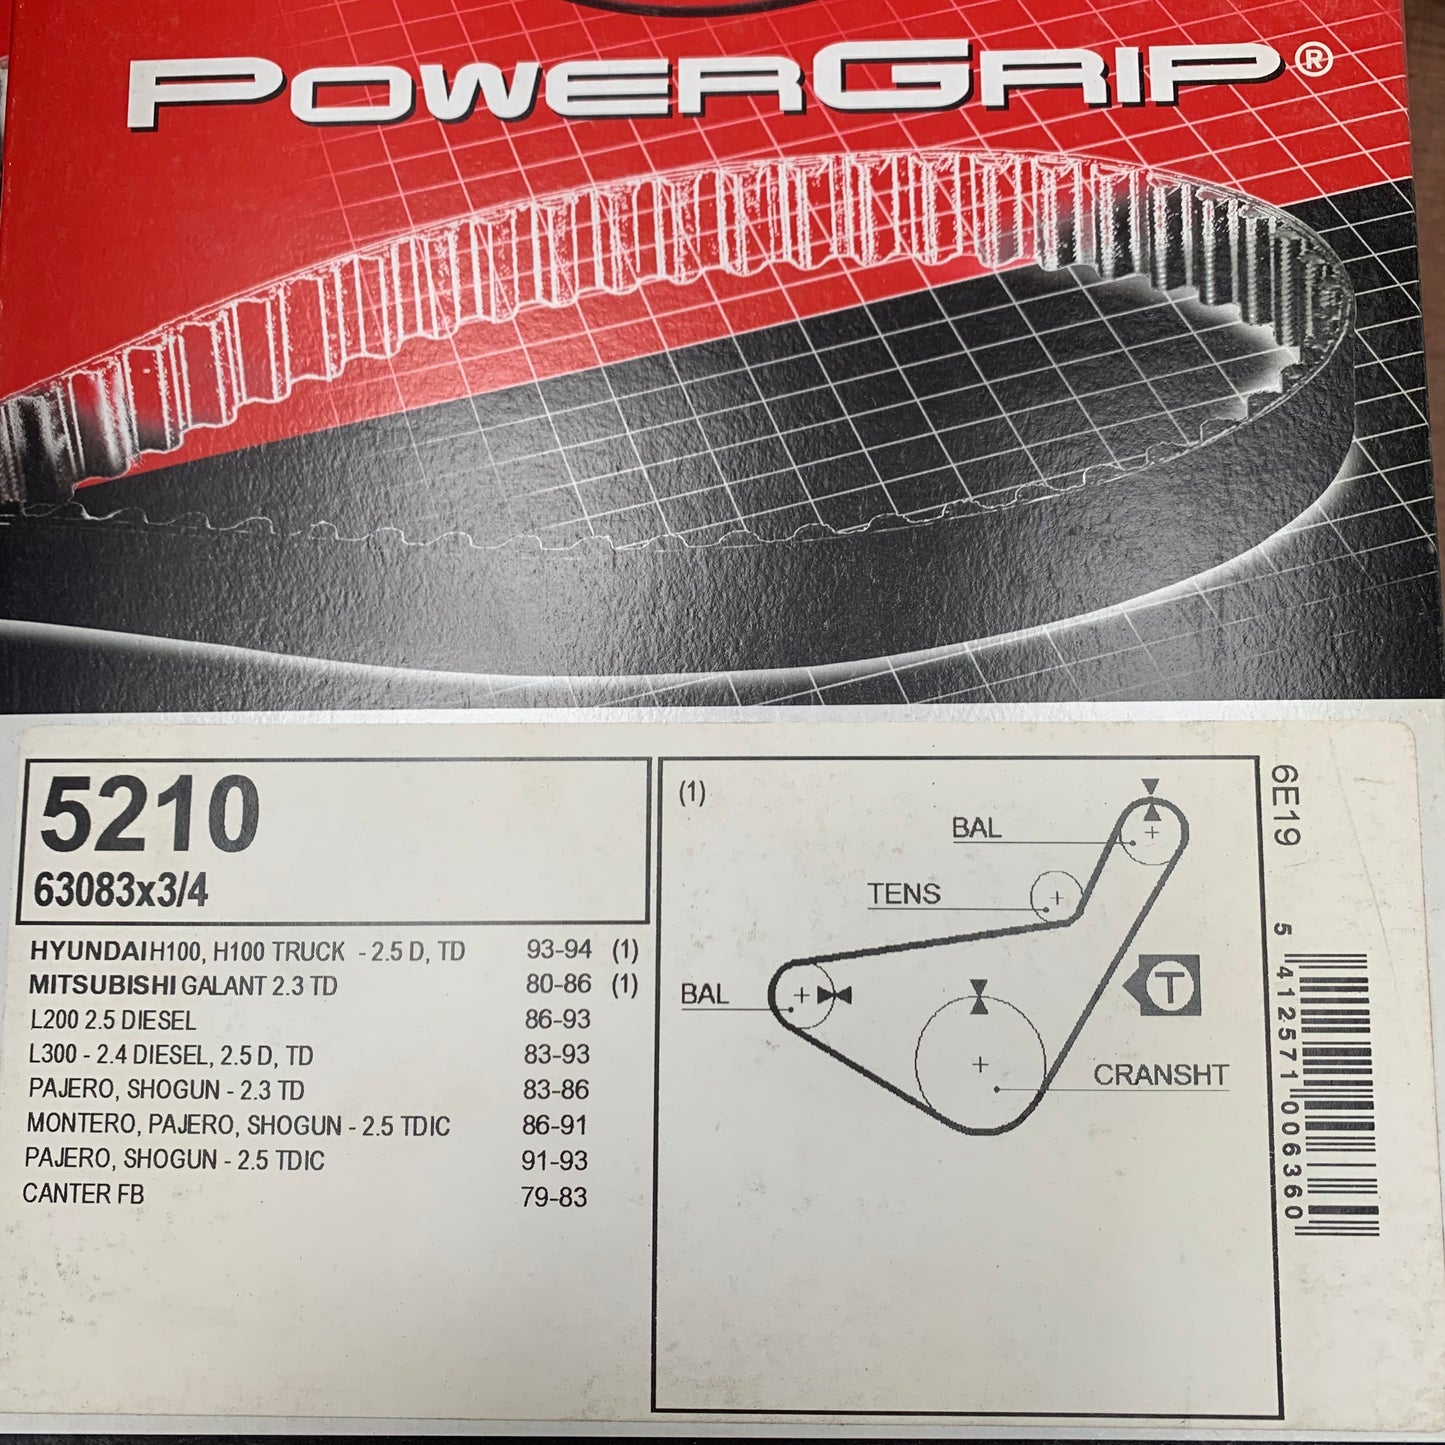 POWERGRIP®
5210
63083x3/4
HYUNDAI H100, H100 TRUCK - 2.5 D, TD 93-94 (1)
MITSUBISHI GALANT 2.3 TD 80-86 (1)
L200 2.5 DIESEL 86-93
L300 - 2.4 DIESEL, 2.5 D, TD 83-93
PAJERO, SHOGUN - 2.3 TD 83-86
MONTERO, PAJERO, SHOGUN - 2.5 TDIC 86-91
PAJERO, SHOGUN - 2.5 TDIC 91-93
CANTER FB 79-83
(1)
BAL
TENS
BAL
T
CRANSHT
6E19
5 412571 006360